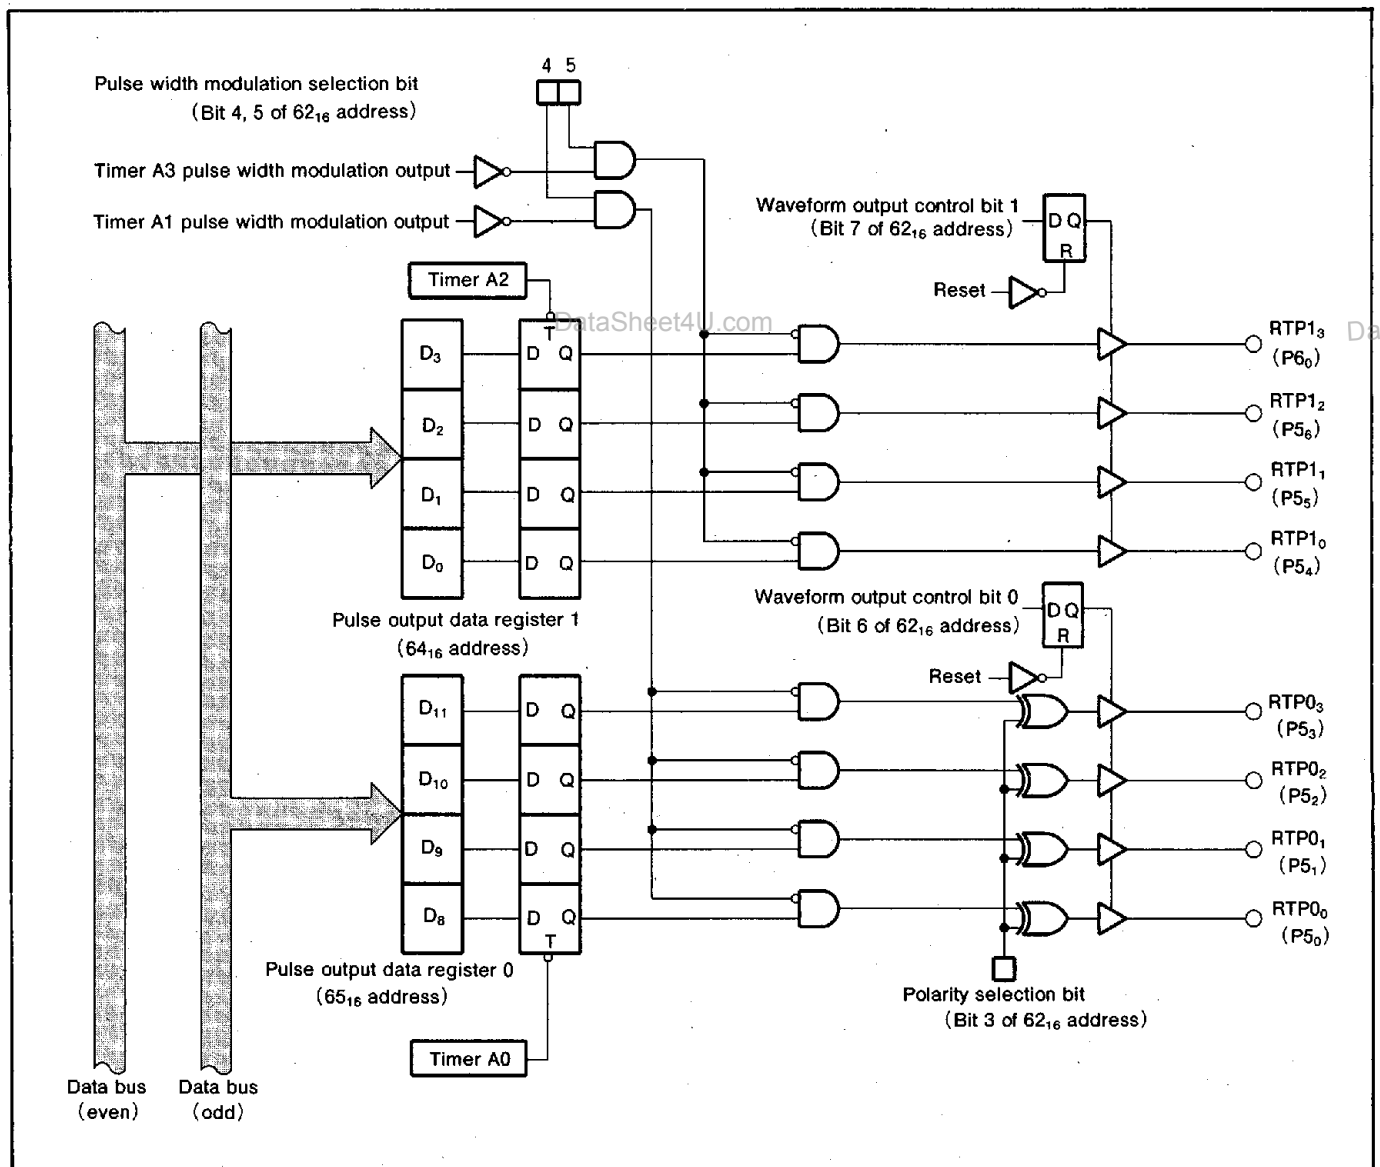 4 5
Pulse width modulation selection bit
(Bit 4, 5 of 62₁₆ address)
Timer A3 pulse width modulation output
Timer A1 pulse width modulation output
Waveform output control bit 1
(Bit 7 of 62₁₆ address)
D Q
R
Reset
Timer A2
DataSheet4U.com
Da
T
D₃ D Q
D₂ D Q
D₁ D Q
D₀ D Q
RTP1₃
(P6₀)
RTP1₂
(P5₆)
RTP1₁
(P5₅)
RTP1₀
(P5₄)
Pulse output data register 1
(64₁₆ address)
Waveform output control bit 0
(Bit 6 of 62₁₆ address)
D Q
R
Reset
D₁₁ D Q
D₁₀ D Q
D₉ D Q
D₈ D Q
T
RTP0₃
(P5₃)
RTP0₂
(P5₂)
RTP0₁
(P5₁)
RTP0₀
(P5₀)
Pulse output data register 0
(65₁₆ address)
Polarity selection bit
(Bit 3 of 62₁₆ address)
Timer A0
Data bus
(even)
Data bus
(odd)